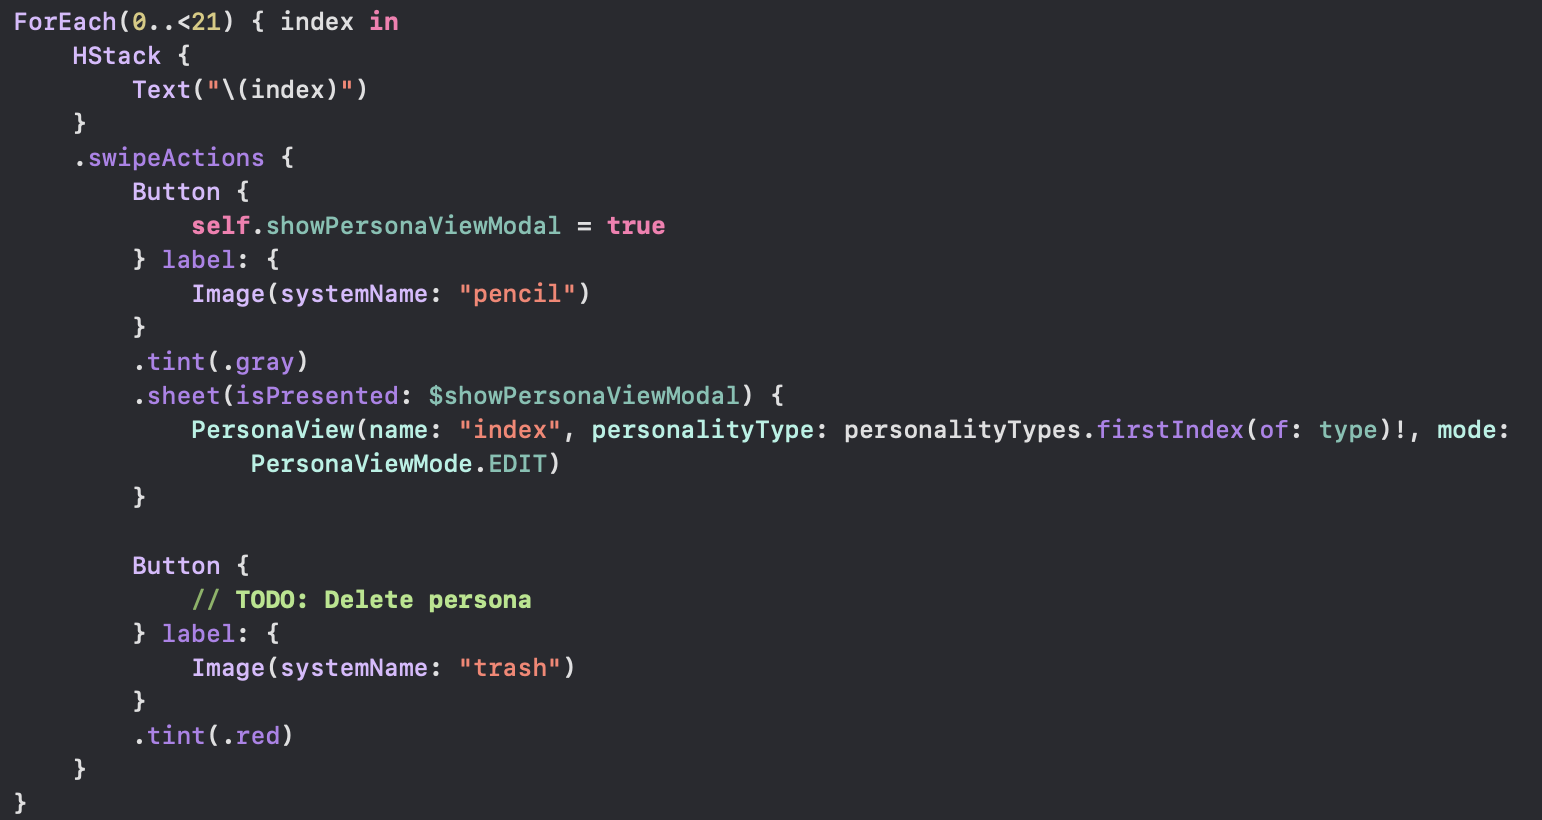 ForEach(0..<21) { index in
    HStack {
        Text("\(index)")
    }
    .swipeActions {
        Button {
            self.showPersonaViewModal = true
        } label: {
            Image(systemName: "pencil")
        }
        .tint(.gray)
        .sheet(isPresented: $showPersonaViewModal) {
            PersonaView(name: "index", personalityType: personalityTypes.firstIndex(of: type)!, mode:
                PersonaViewMode.EDIT)
        }

        Button {
            // TODO: Delete persona
        } label: {
            Image(systemName: "trash")
        }
        .tint(.red)
    }
}